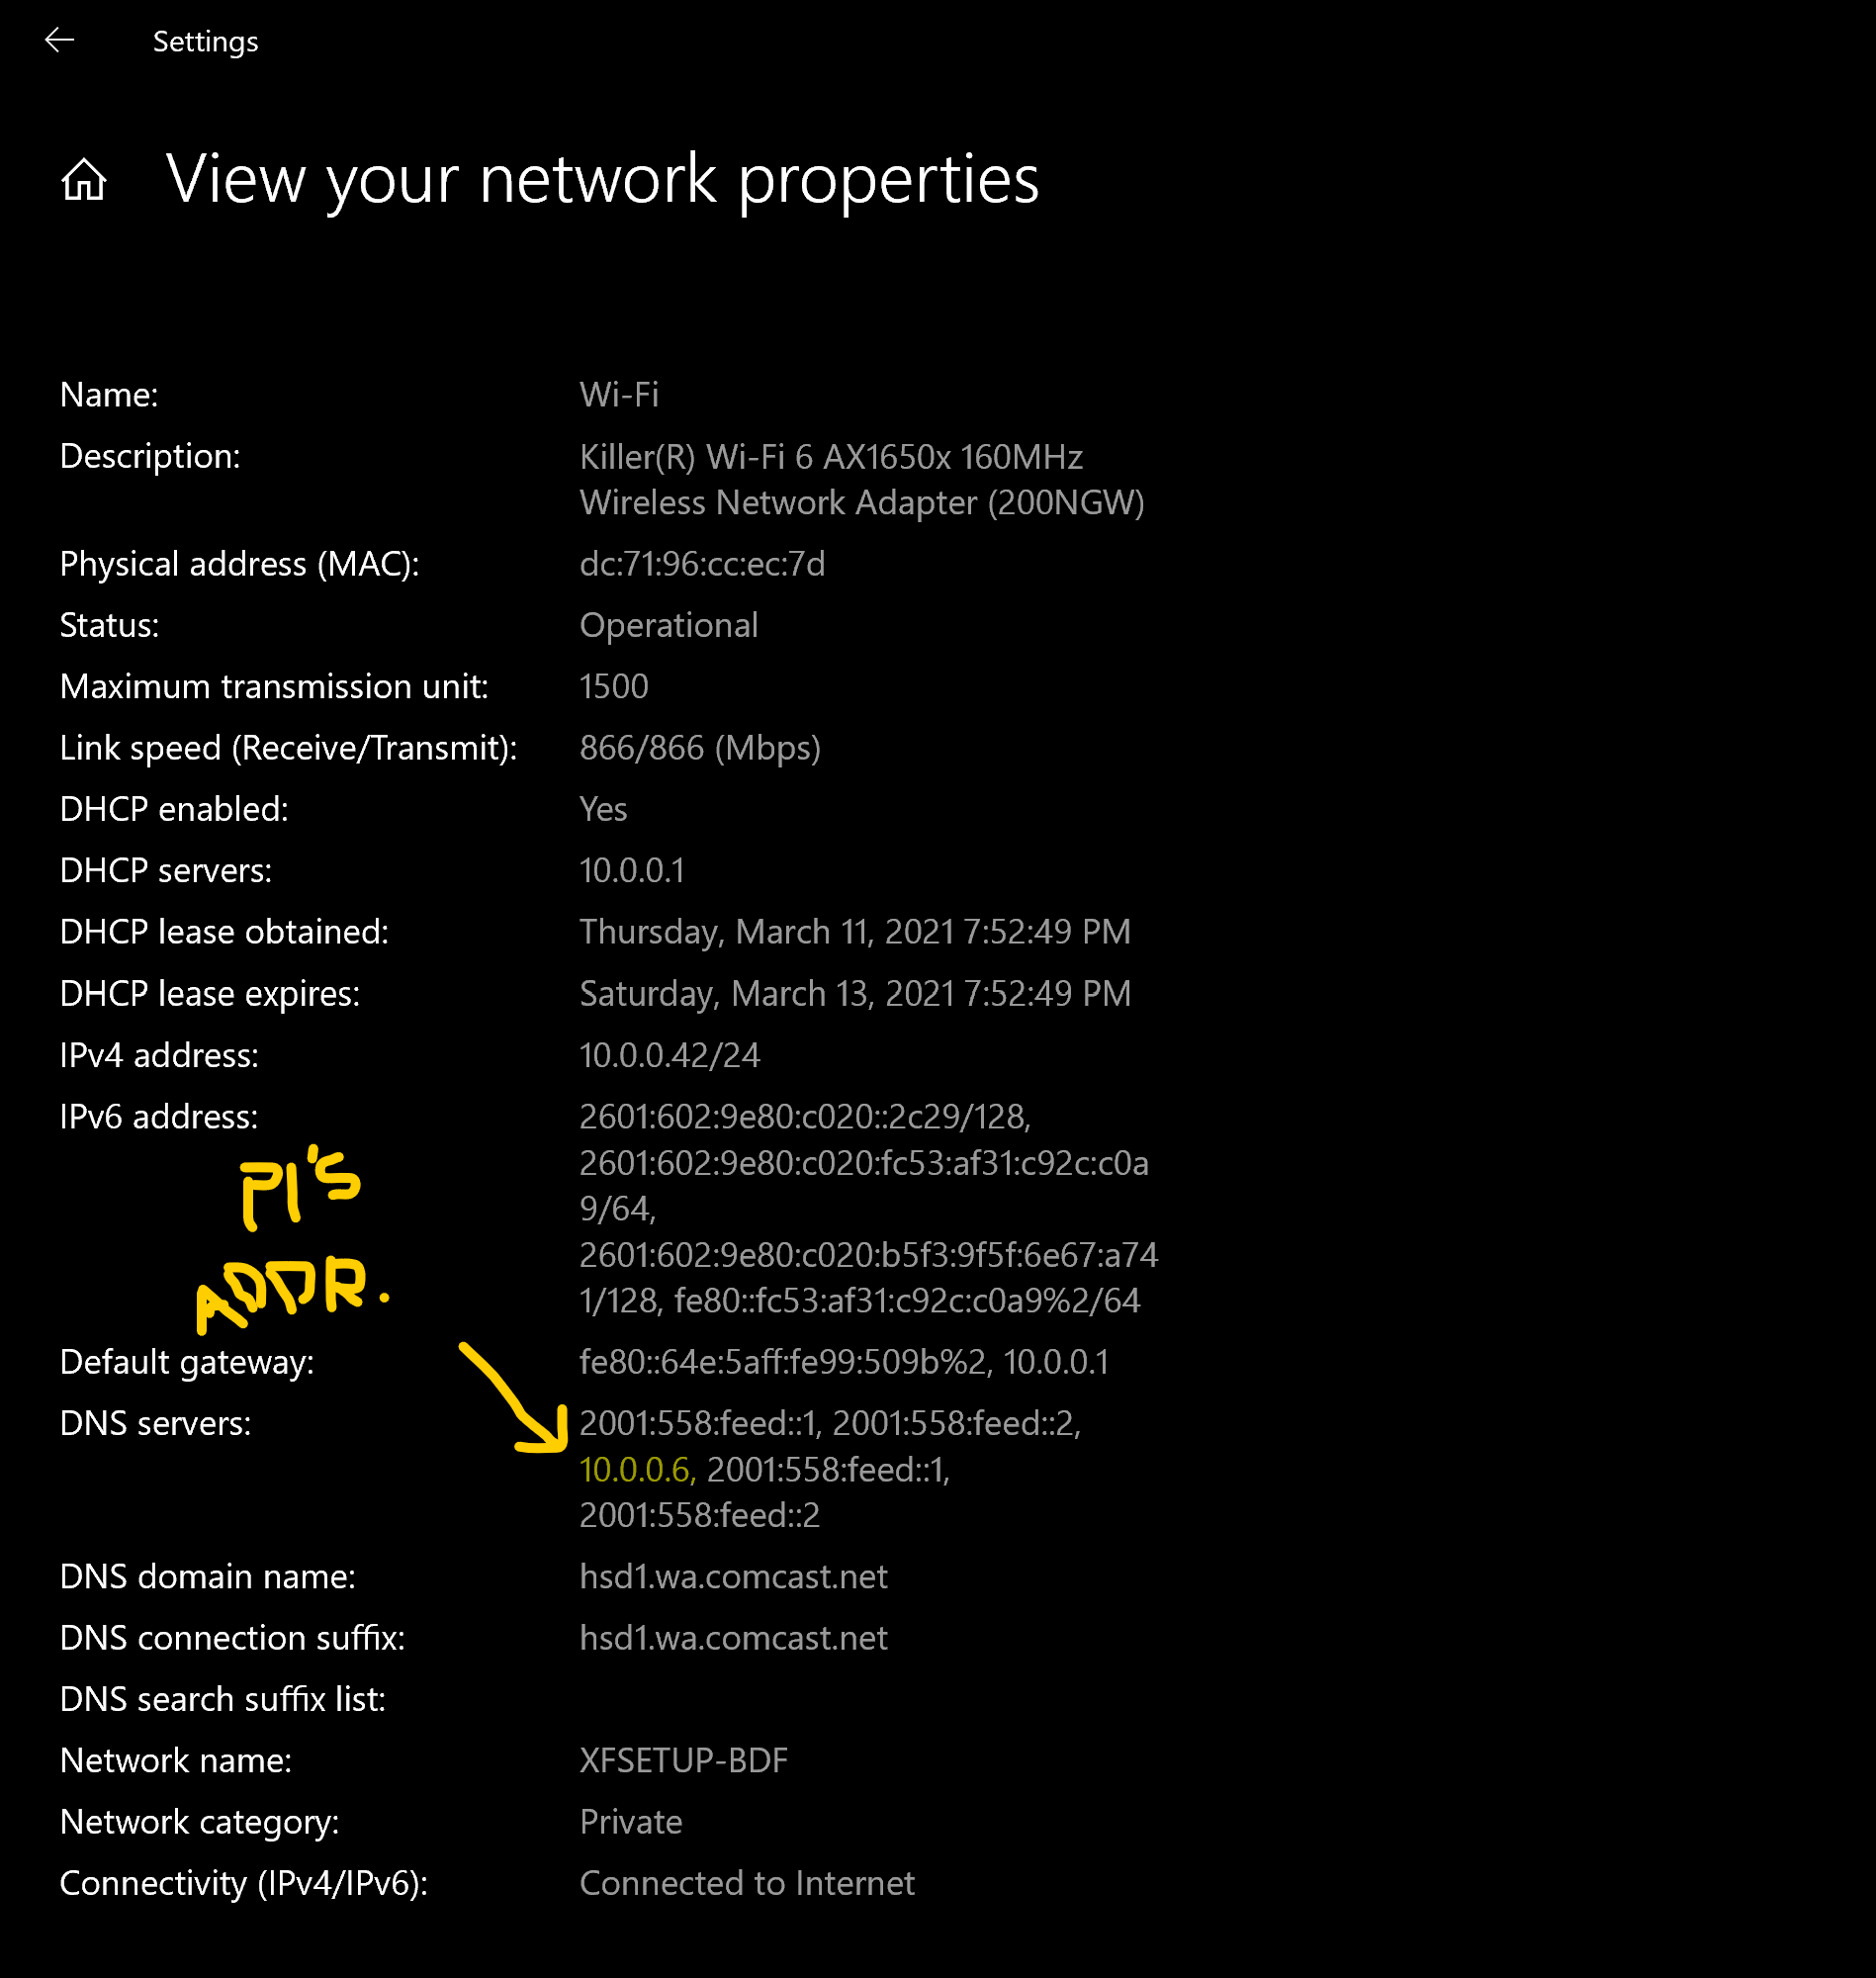 Settings
View your network properties
Name: Wi-Fi
Description: Killer(R) Wi-Fi 6 AX1650x 160MHz
Wireless Network Adapter (200NGW)
Physical address (MAC): dc:71:96:cc:ec:7d
Status: Operational
Maximum transmission unit: 1500
Link speed (Receive/Transmit): 866/866 (Mbps)
DHCP enabled: Yes
DHCP servers: 10.0.0.1
DHCP lease obtained: Thursday, March 11, 2021 7:52:49 PM
DHCP lease expires: Saturday, March 13, 2021 7:52:49 PM
IPv4 address: 10.0.0.42/24
IPv6 address: 2601:602:9e80:c020::2c29/128,
2601:602:9e80:c020:fc53:af31:c92c:c0a
9/64,
2601:602:9e80:c020:b5f3:9f5f:6e67:a74
1/128, fe80::fc53:af31:c92c:c0a9%2/64
PI'S
ADDR.
Default gateway: fe80::64e:5aff:fe99:509b%2, 10.0.0.1
DNS servers: 2001:558:feed::1, 2001:558:feed::2,
10.0.0.6, 2001:558:feed::1,
2001:558:feed::2
DNS domain name: hsd1.wa.comcast.net
DNS connection suffix: hsd1.wa.comcast.net
DNS search suffix list:
Network name: XFSETUP-BDF
Network category: Private
Connectivity (IPv4/IPv6): Connected to Internet